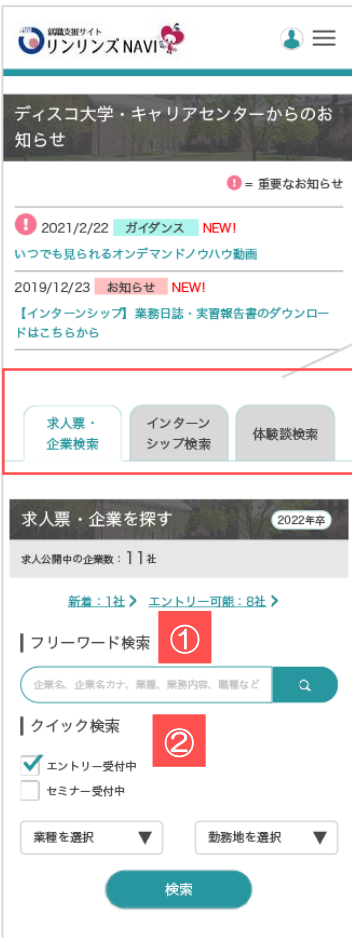 就職支援サイト
リンリンズ NAVI
ディスコ大学・キャリアセンターからのお
知らせ
! = 重要なお知らせ
! 2021/2/22 ガイダンス NEW!
いつでも見られるオンデマンドノウハウ動画
2019/12/23 お知らせ NEW!
【インターンシップ】業務日誌・実習報告書のダウンロー
ドはこちらから
求人票・
企業検索
インターン
シップ検索
体験談検索
求人票・企業を探す 2022年卒
求人公開中の企業数：11社
新着：1社 エントリー可能：8社
フリーワード検索 ①
企業名、企業名カナ、業種、業務内容、職種など
クイック検索 ②
エントリー受付中
セミナー受付中
業種を選択 ▼ 勤務地を選択 ▼
検索